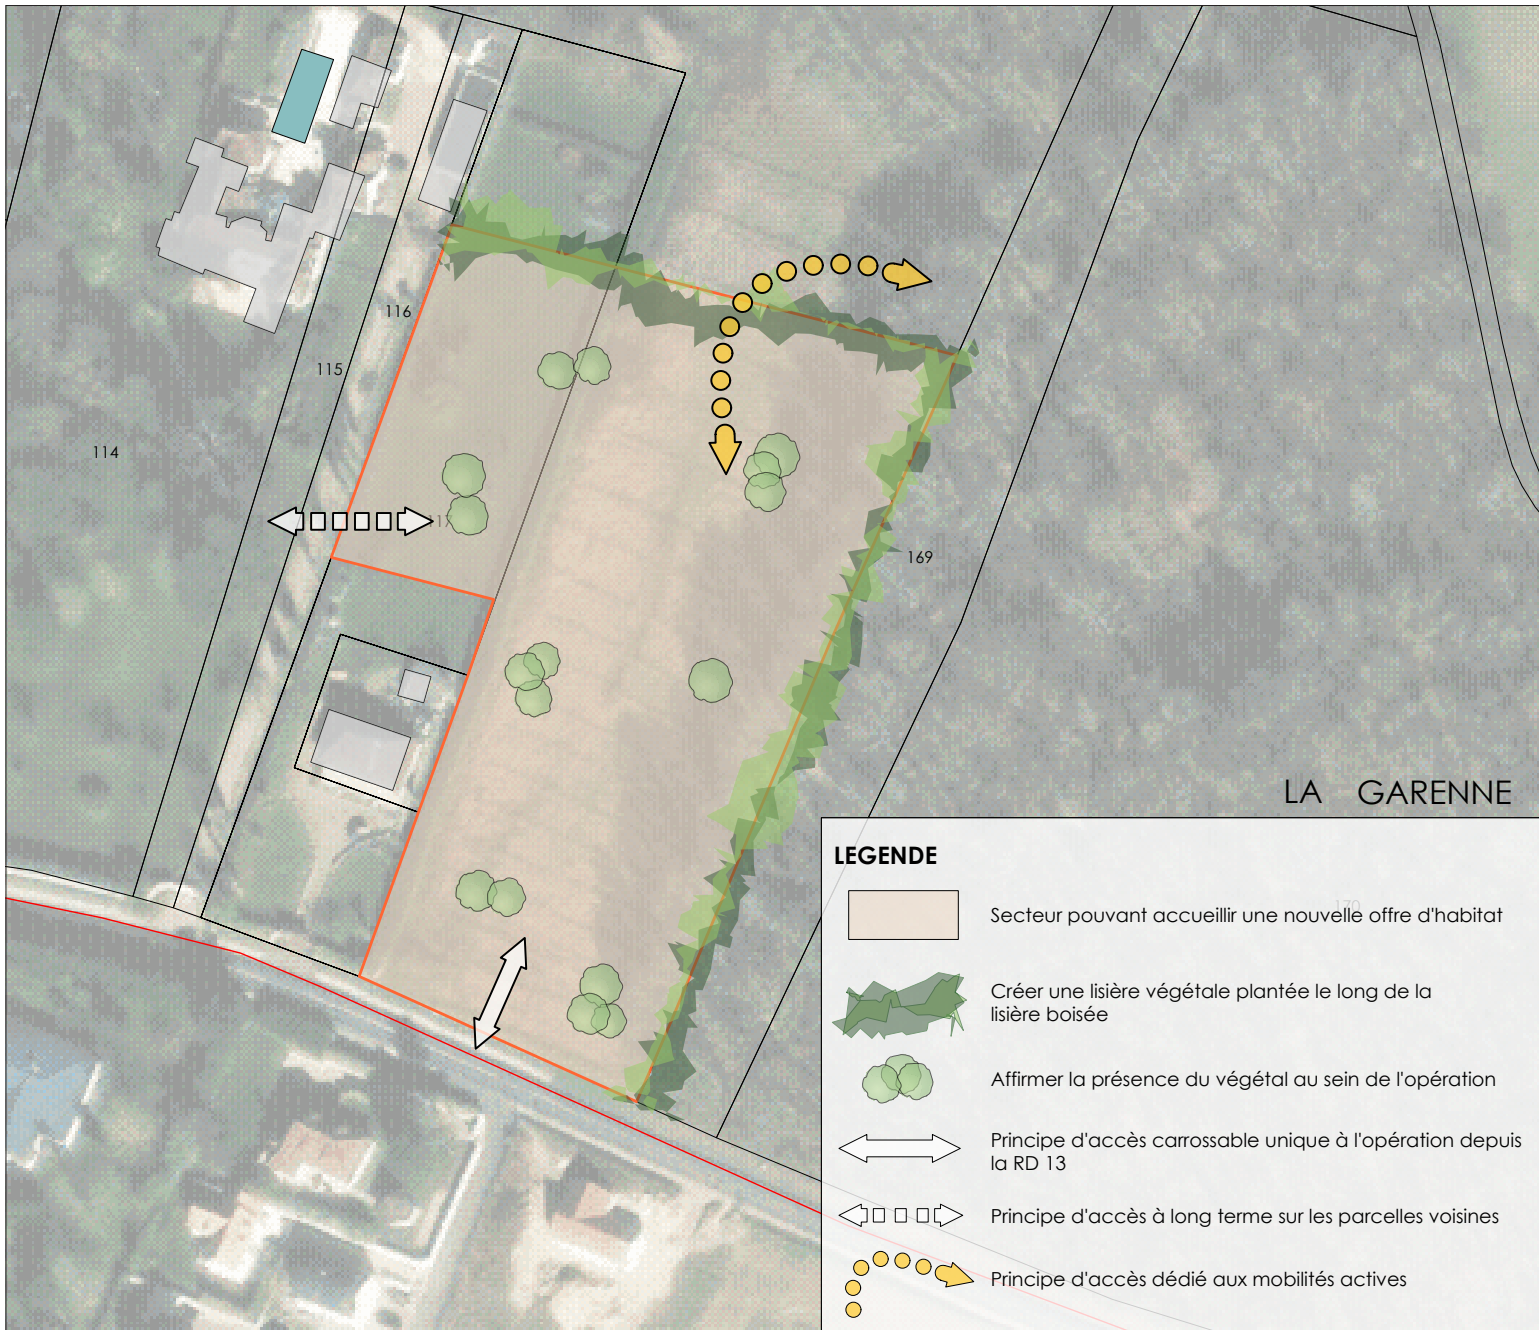 116
115
114
117
169
LA GARENNE
LEGENDE
170
Secteur pouvant accueillir une nouvelle offre d'habitat
Créer une lisière végétale plantée le long de la
lisière boisée
Affirmer la présence du végétal au sein de l'opération
Principe d'accès carrossable unique à l'opération depuis
la RD 13
Principe d'accès à long terme sur les parcelles voisines
Principe d'accès dédié aux mobilités actives